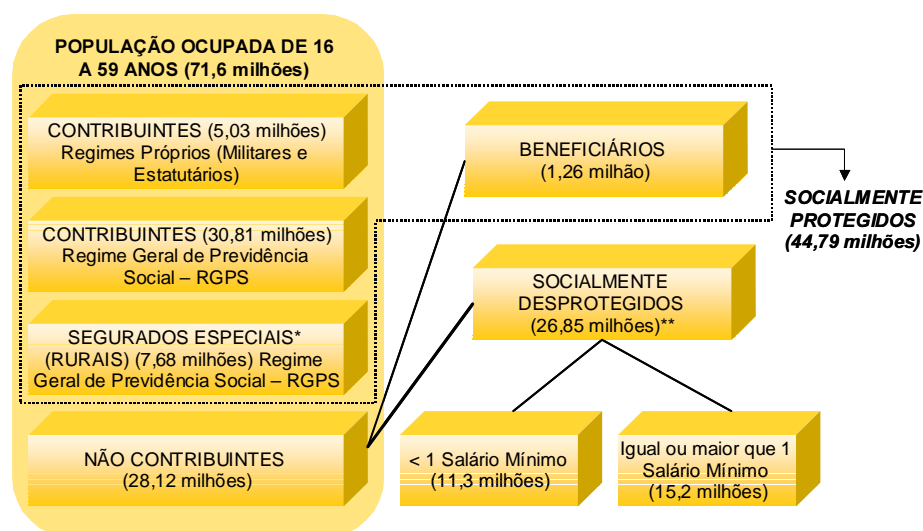 POPULAÇÃO OCUPADA DE 16
A 59 ANOS (71,6 milhões)
CONTRIBUINTES (5,03 milhões)
Regimes Próprios (Militares e
Estatutários)
CONTRIBUINTES (30,81 milhões)
Regime Geral de Previdência
Social – RGPS
SEGURADOS ESPECIAIS*
(RURAIS) (7,68 milhões) Regime
Geral de Previdência Social – RGPS
NÃO CONTRIBUINTES
(28,12 milhões)
BENEFICIÁRIOS
(1,26 milhão)
SOCIALMENTE
PROTEGIDOS
(44,79 milhões)
SOCIALMENTE
DESPROTEGIDOS
(26,85 milhões)**
< 1 Salário Mínimo
(11,3 milhões)
Igual ou maior que 1
Salário Mínimo
(15,2 milhões)